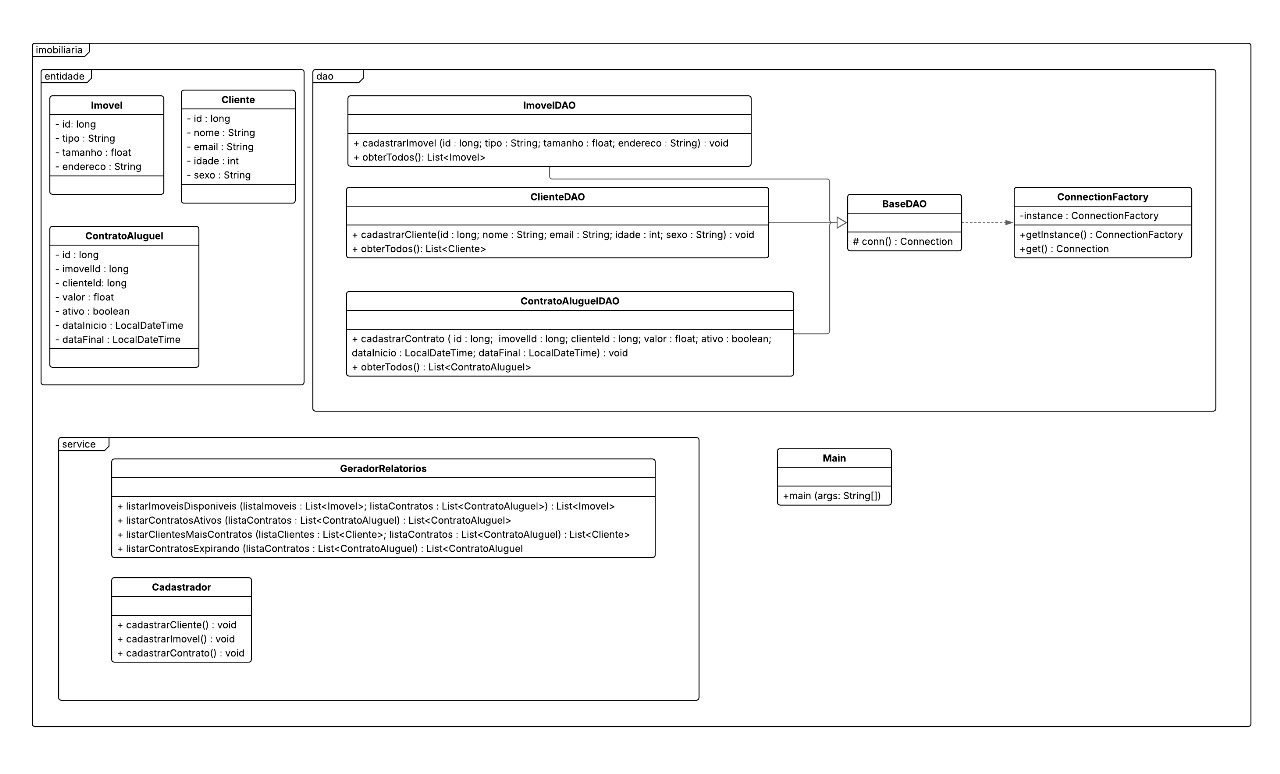 imobiliaria
entidade
Imovel
- id: long
- tipo : String
- tamanho : float
- endereco : String
Cliente
- id : long
- nome : String
- email : String
- idade : int
- sexo : String
ContratoAluguel
- id : long
- imovelId : long
- clienteId: long
- valor : float
- ativo : boolean
- dataInicio : LocalDateTime
- dataFinal : LocalDateTime
dao
ImovelDAO
+ cadastrarImovel (id : long; tipo : String; tamanho : float; endereco : String) : void
+ obterTodos(): List<Imovel>
ClienteDAO
+ cadastrarCliente(id : long; nome : String; email : String; idade : int; sexo : String) : void
+ obterTodos(): List<Cliente>
ContratoAluguelDAO
+ cadastrarContrato ( id : long; imovelId : long; clienteId : long; valor : float; ativo : boolean;
dataInicio : LocalDateTime; dataFinal : LocalDateTime) : void
+ obterTodos() : List<ContratoAluguel>
BaseDAO
# conn() : Connection
ConnectionFactory
-instance : ConnectionFactory
+getInstance() : ConnectionFactory
+get() : Connection
service
GeradorRelatorios
+ listarImoveisDisponiveis (listaImoveis : List<Imovel>; listaContratos : List<ContratoAluguel>) : List<Imovel>
+ listarContratosAtivos (listaContratos : List<ContratoAluguel) : List<ContratoAluguel>
+ listarClientesMaisContratos (listaClientes : List<Cliente>; listaContratos : List<ContratoAluguel) : List<Cliente>
+ listarContratosExpirando (listaContratos : List<ContratoAluguel) : List<ContratoAluguel
Cadastrador
+ cadastrarCliente() : void
+ cadastrarImovel() : void
+ cadastrarContrato() : void
Main
+main (args: String[])